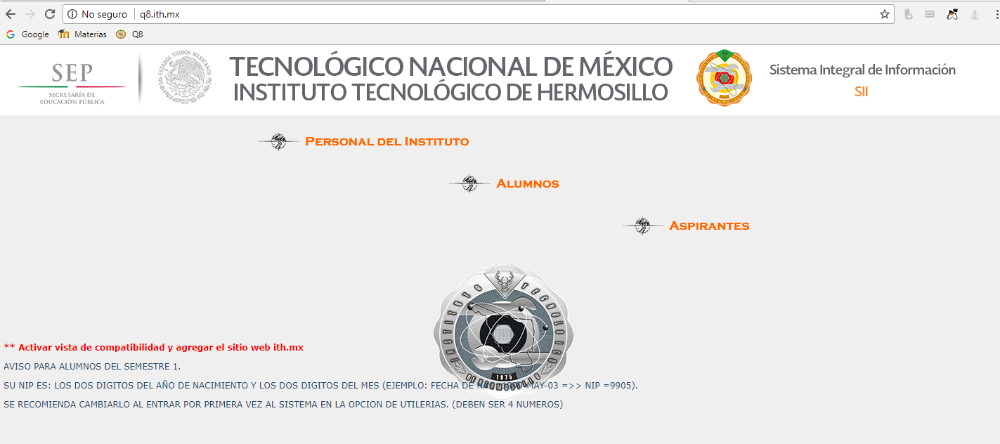 No seguro
q8.ith.mx
Google
Materias
Q8
SEP
SECRETARÍA DE
EDUCACIÓN PÚBLICA
ESTADOS UNIDOS MEXICANOS
TECNOLÓGICO NACIONAL DE MÉXICO
INSTITUTO TECNOLÓGICO DE HERMOSILLO
Sistema Integral de Información
SII
PERSONAL DEL INSTITUTO
ALUMNOS
ASPIRANTES
INSTITUTO TECNOLOGICO
1975
DE HERMOSILLO
** Activar vista de compatibilidad y agregar el sitio web ith.mx
AVISO PARA ALUMNOS DEL SEMESTRE 1.
SU NIP ES: LOS DOS DIGITOS DEL AÑO DE NACIMIENTO Y LOS DOS DIGITOS DEL MES (EJEMPLO: FECHA DE NAC. 1999-MAY-03 =>> NIP =9905).
SE RECOMIENDA CAMBIARLO AL ENTRAR POR PRIMERA VEZ AL SISTEMA EN LA OPCION DE UTILERIAS. (DEBEN SER 4 NUMEROS)